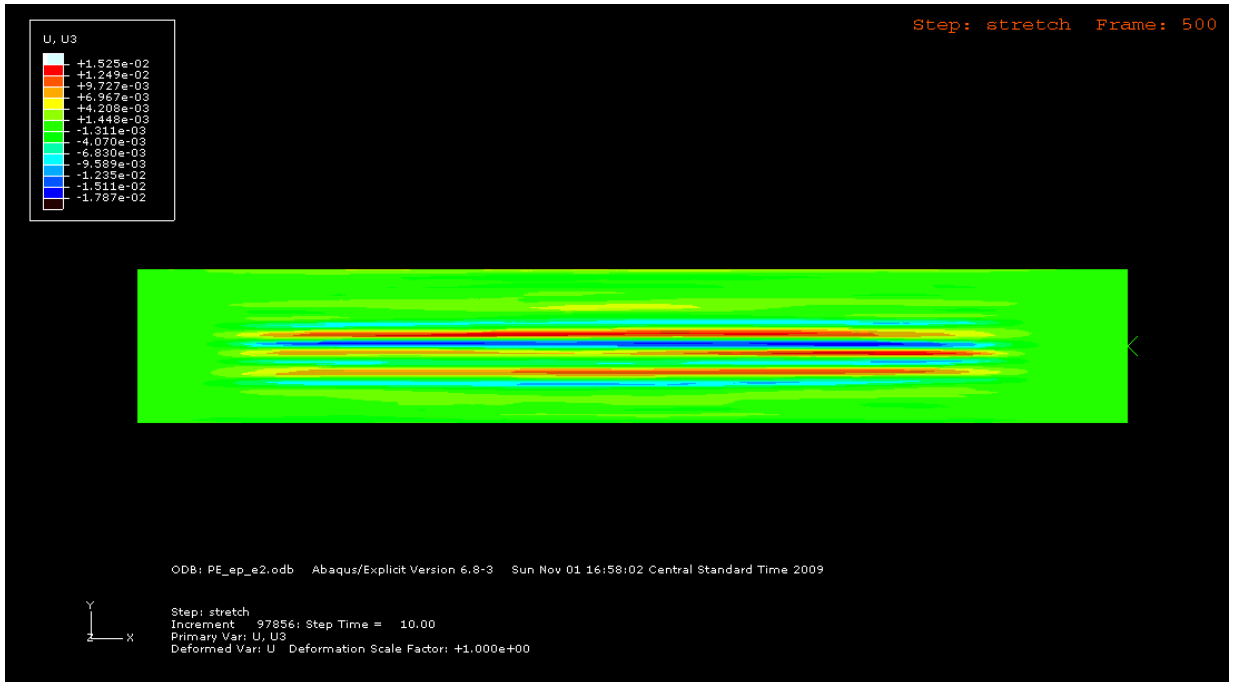 Step: stretch Frame: 500
U, U3
+1.525e-02
+1.249e-02
+9.727e-03
+6.967e-03
+4.208e-03
+1.448e-03
-1.311e-03
-4.070e-03
-6.830e-03
-9.589e-03
-1.235e-02
-1.511e-02
-1.787e-02
ODB: PE_ep_e2.odb Abaqus/Explicit Version 6.8-3 Sun Nov 01 16:58:02 Central Standard Time 2009
Y
Z X
Step: stretch
Increment 97856: Step Time = 10.00
Primary Var: U, U3
Deformed Var: U Deformation Scale Factor: +1.000e+00